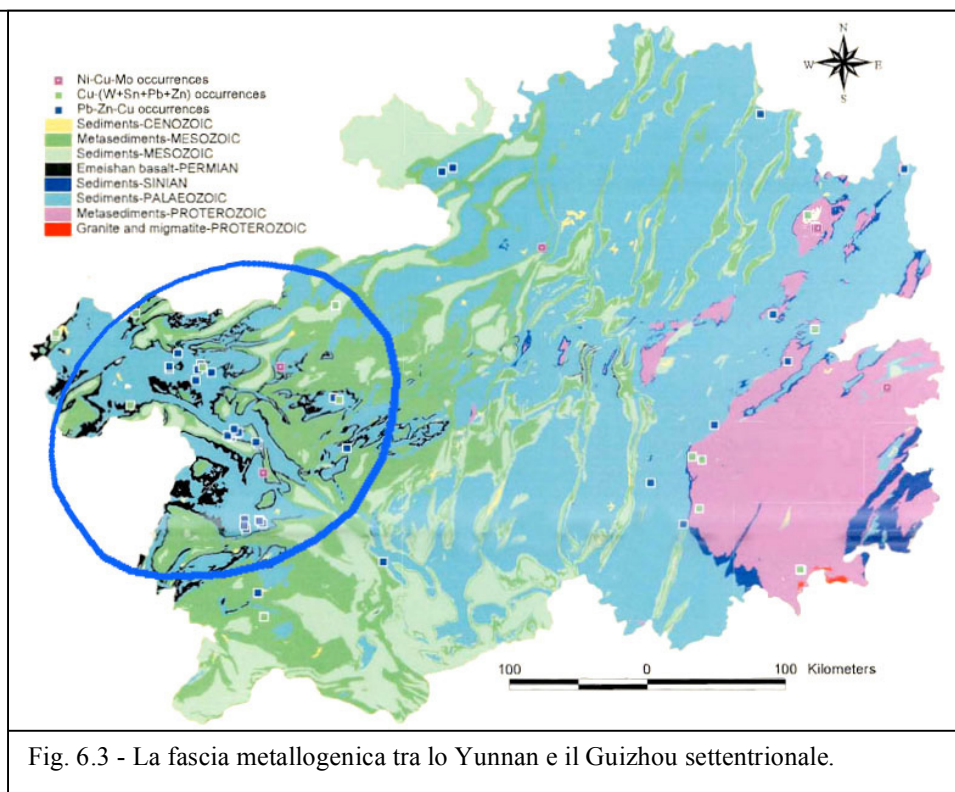 N
W E
S
Ni-Cu-Mo occurrences
Cu-(W+Sn+Pb+Zn) occurrences
Pb-Zn-Cu occurrences
Sediments-CENOZOIC
Metasediments-MESOZOIC
Sediments-MESOZOIC
Emeishan basalt-PERMIAN
Sediments-SINIAN
Sediments-PALAEOZOIC
Metasediments-PROTEROZOIC
Granite and migmatite-PROTEROZOIC
100 0 100 Kilometers
Fig. 6.3 - La fascia metallogenica tra lo Yunnan e il Guizhou settentrionale.